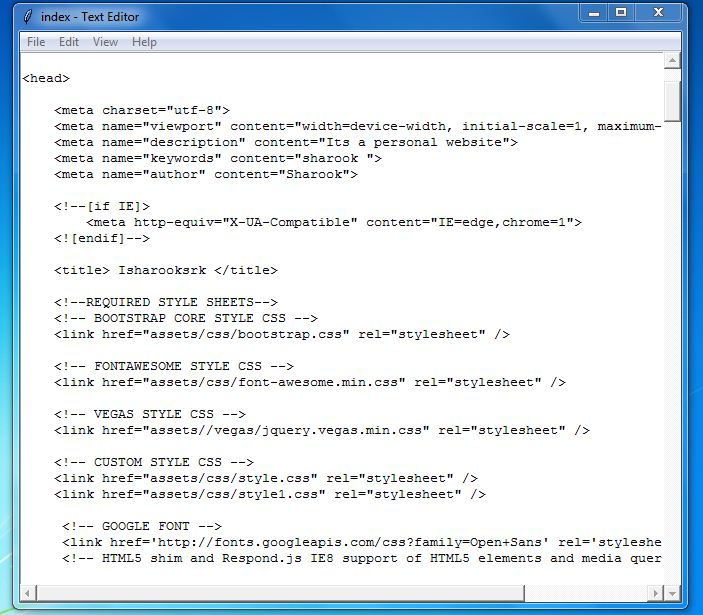 index - Text Editor
File Edit View Help
<head>
<meta charset="utf-8">
<meta name="viewport" content="width=device-width, initial-scale=1, maximum-
<meta name="description" content="Its a personal website">
<meta name="keywords" content="sharook ">
<meta name="author" content="Sharook">
<!--[if IE]>
<meta http-equiv="X-UA-Compatible" content="IE=edge,chrome=1">
<![endif]-->
<title> Isharooksrk </title>
<!--REQUIRED STYLE SHEETS-->
<!-- BOOTSTRAP CORE STYLE CSS -->
<link href="assets/css/bootstrap.css" rel="stylesheet" />
<!-- FONTAWESOME STYLE CSS -->
<link href="assets/css/font-awesome.min.css" rel="stylesheet" />
<!-- VEGAS STYLE CSS -->
<link href="assets//vegas/jquery.vegas.min.css" rel="stylesheet" />
<!-- CUSTOM STYLE CSS -->
<link href="assets/css/style.css" rel="stylesheet" />
<link href="assets/css/style1.css" rel="stylesheet" />
<!-- GOOGLE FONT -->
<link href='http://fonts.googleapis.com/css?family=Open+Sans' rel='styleshe
<!-- HTML5 shim and Respond.js IE8 support of HTML5 elements and media quer